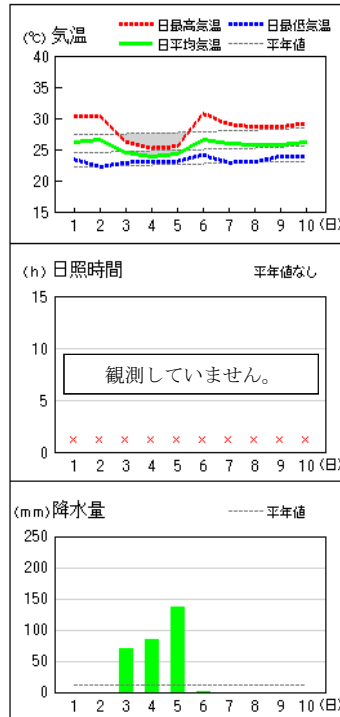 (℃) 気温
日最高気温 日最低気温
日平均気温 平年値
40
35
30
25
20
15
1 2 3 4 5 6 7 8 9 10 (日)
(h) 日照時間 平年値なし
15
10
観測していません。
5
0
1 2 3 4 5 6 7 8 9 10 (日)
(mm) 降水量 平年値
250
200
150
100
50
0
1 2 3 4 5 6 7 8 9 10 (日)